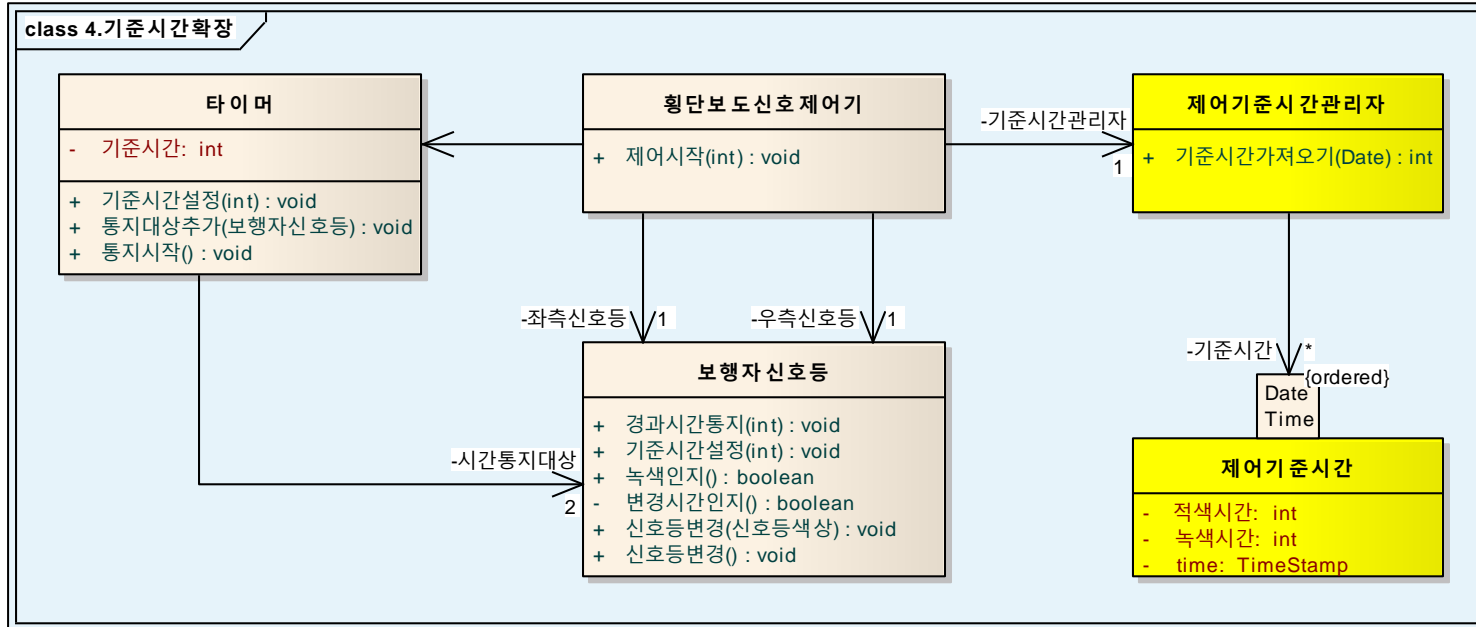 class 4.기준시간확장
타이머
- 기준시간: int
+ 기준시간설정(int) : void
+ 통지대상추가(보행자신호등) : void
+ 통지시작() : void
횡단보도신호제어기
+ 제어시작(int) : void
-기준시간관리자
1
제어기준시간관리자
+ 기준시간가져오기(Date) : int
-좌측신호등
1
-우측신호등
1
-기준시간
*
{ordered}
Date
Time
보행자신호등
+ 경과시간통지(int) : void
+ 기준시간설정(int) : void
+ 녹색인지() : boolean
- 변경시간인지() : boolean
+ 신호등변경(신호등색상) : void
+ 신호등변경() : void
-시간통지대상
2
제어기준시간
- 적색시간: int
- 녹색시간: int
- time: TimeStamp